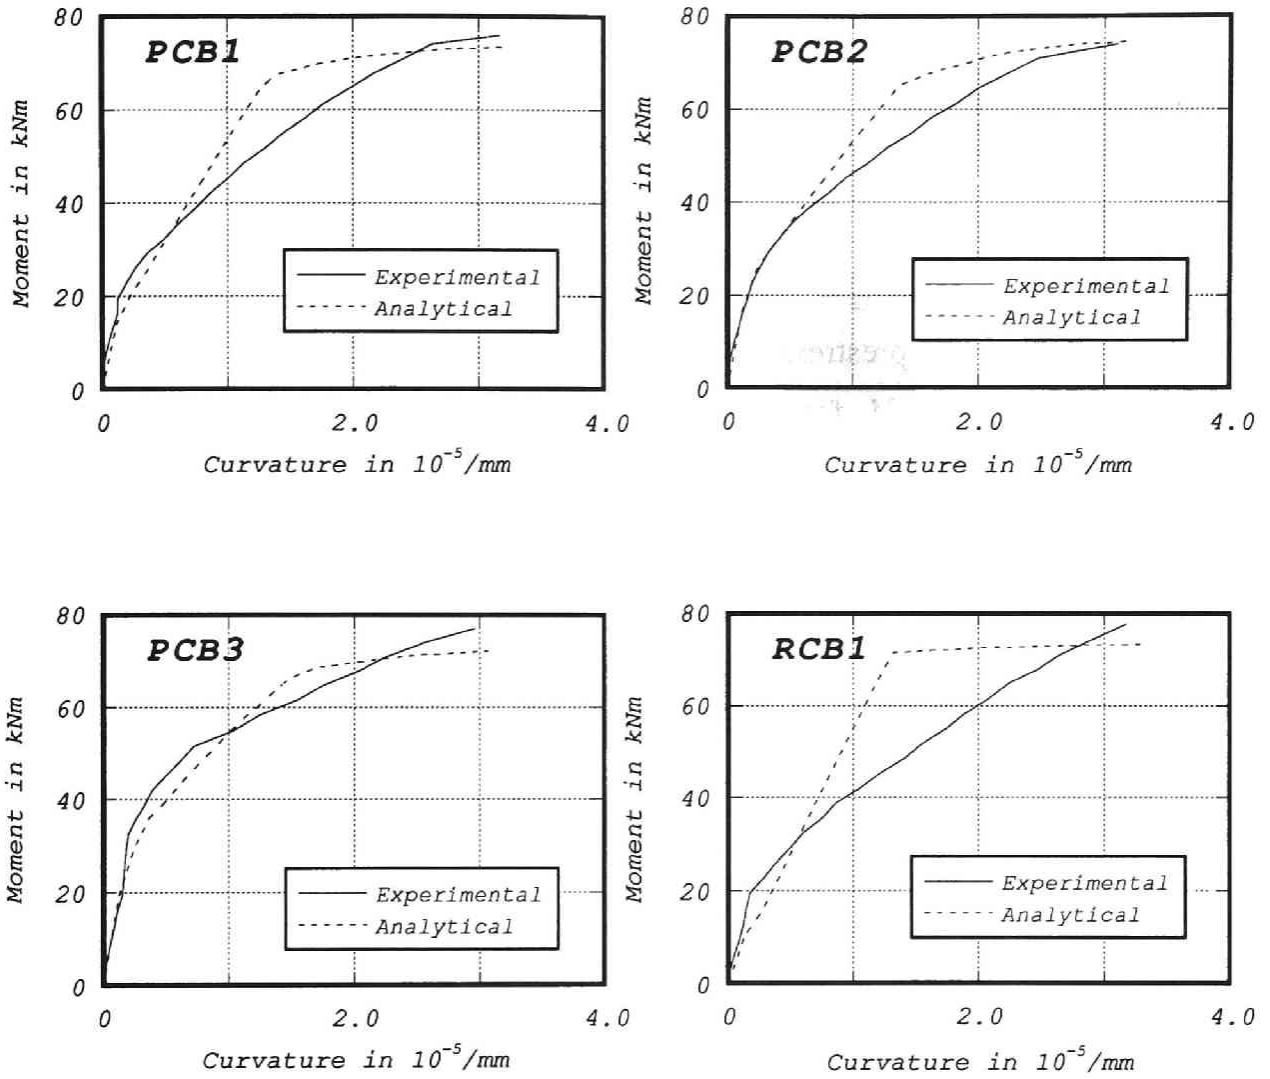 80
PCB1
60
40
20
0
Moment in kNm
Experimental
Analytical
0 2.0 4.0
Curvature in 10⁻⁵/mm
80
PCB2
60
40
20
0
Moment in kNm
Experimental
Analytical
0 2.0 4.0
Curvature in 10⁻⁵/mm
80
PCB3
60
40
20
0
Moment in kNm
Experimental
Analytical
0 2.0 4.0
Curvature in 10⁻⁵/mm
80
RCB1
60
40
20
0
Moment in kNm
Experimental
Analytical
0 2.0 4.0
Curvature in 10⁻⁵/mm